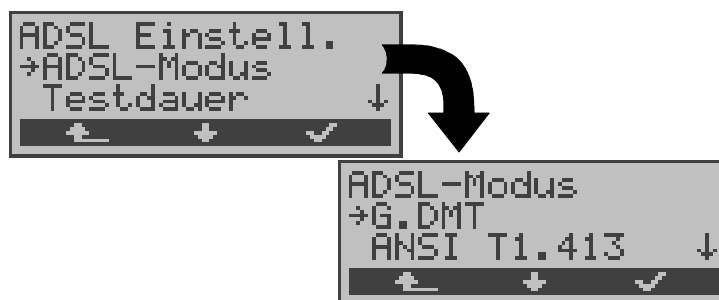 ADSL Einstell.
→ADSL-Modus
Testdauer ↓
ADSL-Modus
→G.DMT
ANSI T1.413 ↓